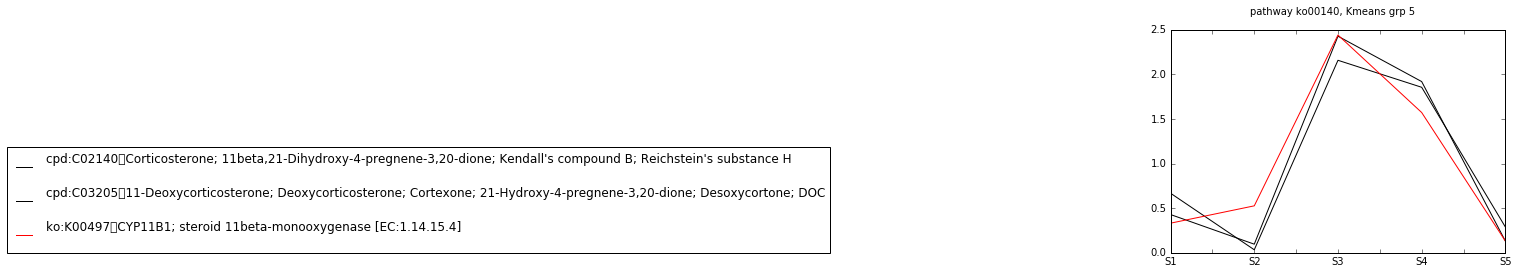 pathway ko00140, Kmeans grp 5
2.5
2.0
1.5
1.0
0.5
0.0
S1 S2 S3 S4 S5
cpd:C02140▯Corticosterone; 11beta,21-Dihydroxy-4-pregnene-3,20-dione; Kendall's compound B; Reichstein's substance H
cpd:C03205▯11-Deoxycorticosterone; Deoxycorticosterone; Cortexone; 21-Hydroxy-4-pregnene-3,20-dione; Desoxycortone; DOC
ko:K00497▯CYP11B1; steroid 11beta-monooxygenase [EC:1.14.15.4]